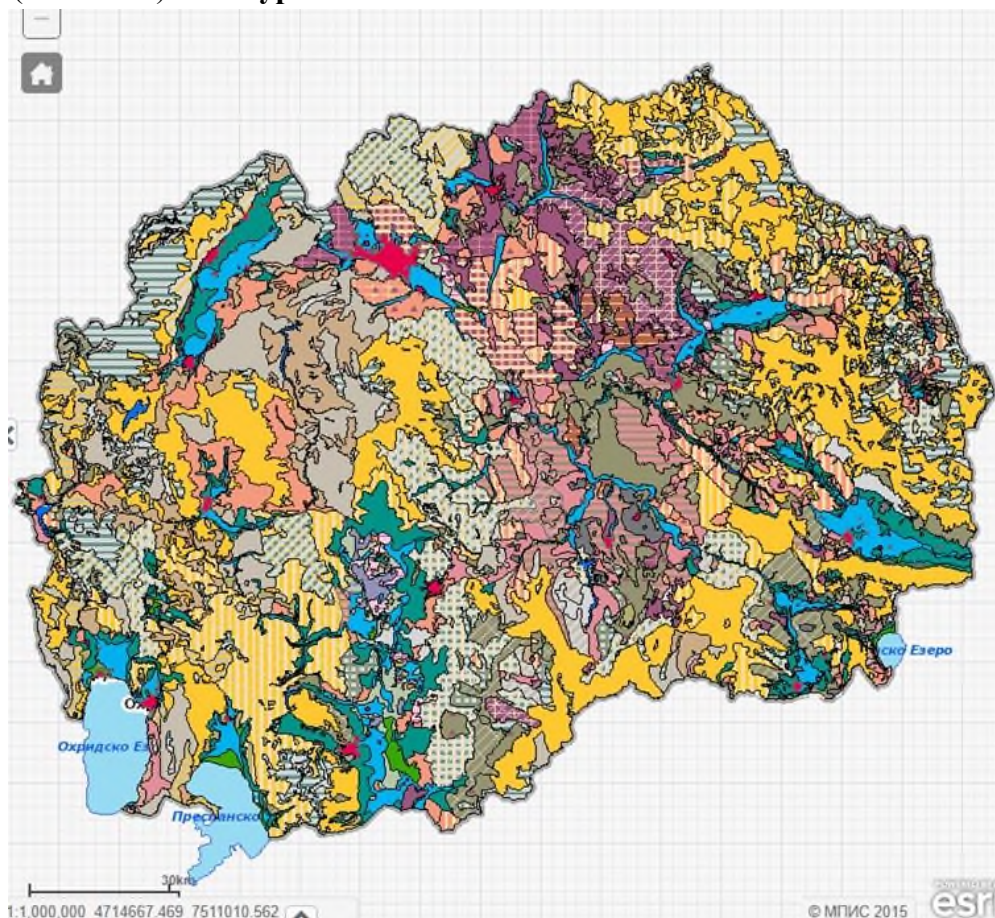 ско Езеро
Охридско Ез
Преспанско
30km
1:1,000,000 4714667.469 7511010.562
© МПИС 2015
esri